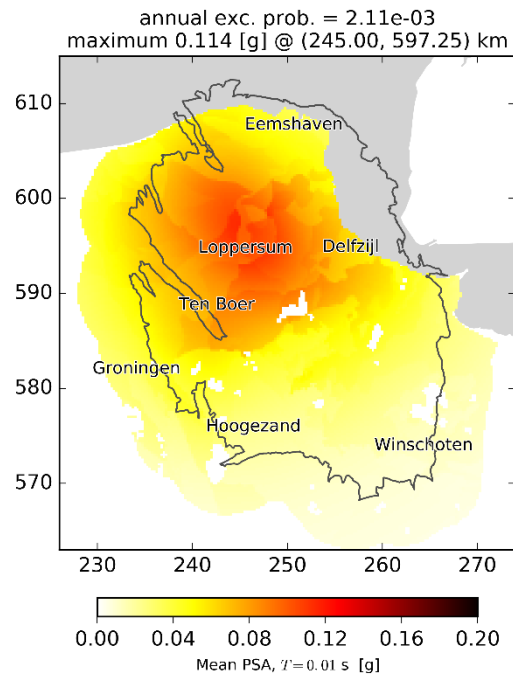 annual exc. prob. = 2.11e-03
maximum 0.114 [g] @ (245.00, 597.25) km
610
Eemshaven
600
Loppersum Delfzijl
590
Ten Boer
Groningen
580
Hoogezand
Winschoten
570
230 240 250 260 270
0.00 0.04 0.08 0.12 0.16 0.20
Mean PSA, T = 0.01 s [g]